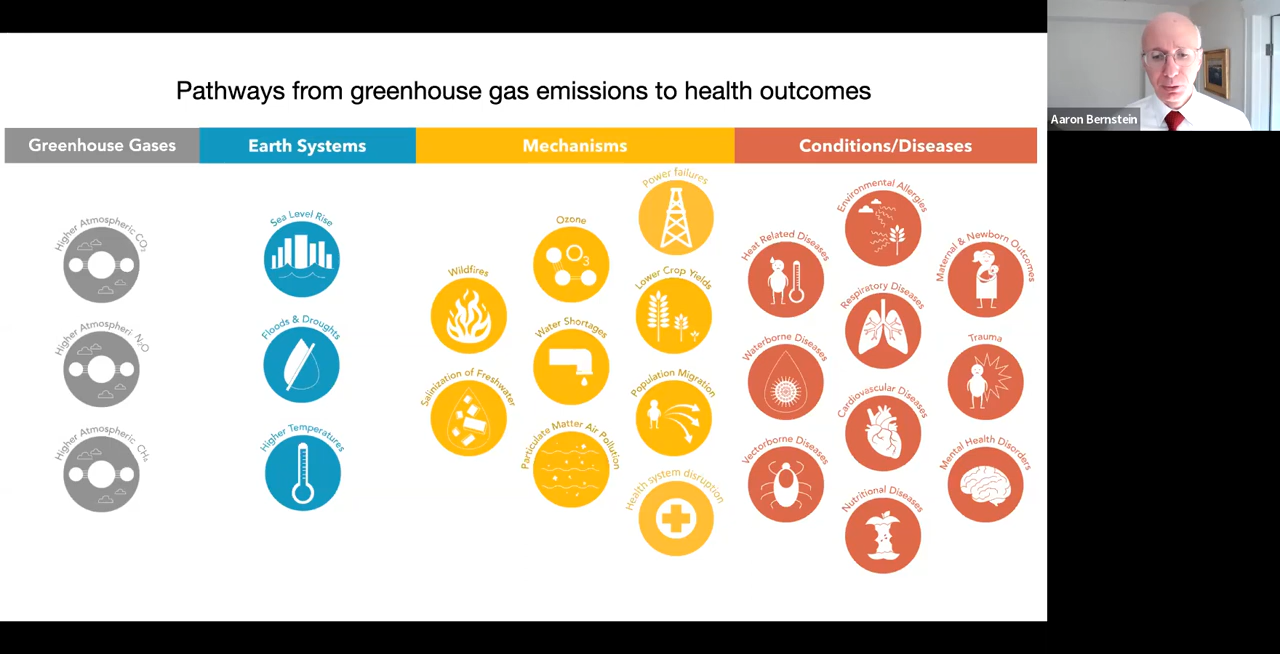 Pathways from greenhouse gas emissions to health outcomes
Aaron Bernstein
Greenhouse Gases
Earth Systems
Mechanisms
Conditions/Diseases
Higher Atmospheric CO₂
Higher Atmospheri N₂O
Higher Atmospheric CH₄
Sea Level Rise
Floods & Droughts
Higher Temperatures
Wildfires
Salinization of Freshwater
Ozone
O₃
Water Shortages
Particulate Matter Air Pollution
Power failures
Lower Crop Yields
Population Migration
Health system disruption
Heat Related Diseases
Waterborne Diseases
Vectorborne Diseases
Environmental Allergies
Respiratory Diseases
Cardiovascular Diseases
Nutritional Diseases
Maternal & Newborn Outcomes
Trauma
Mental Health Disorders